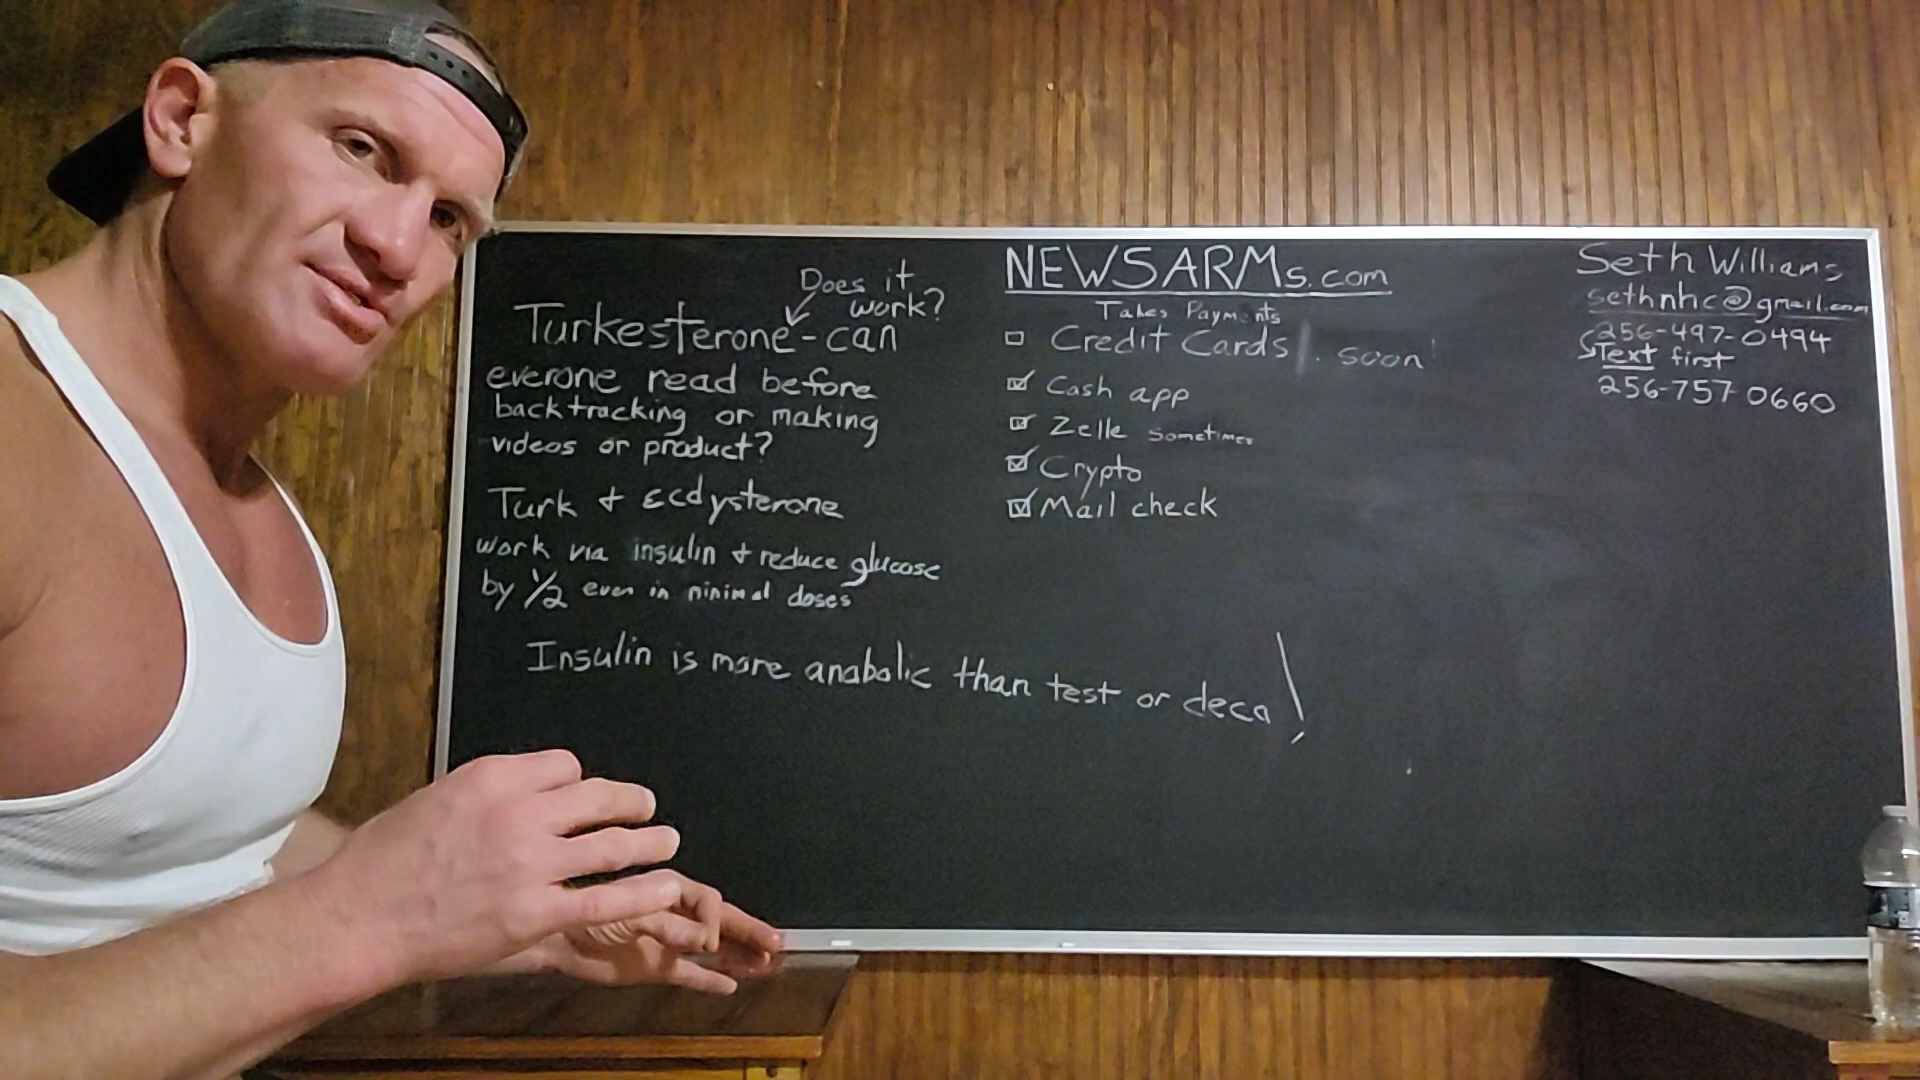 Does it
work?
Turkesterone - can
everone read before
backtracking or making
videos or product?
Turk + Ecdysterone
work via insulin + reduce glucose
by 1/2 even in ninimal doses
Insulin is more anabolic than test or deca!
NEWSARMs.com
Takes Payments
Credit Cards . soon
Cash app
Zelle sometimes
Crypto
Mail check
Seth Williams
sethnhc@gmail.com
256-497-0494
Text first
256-757-0660